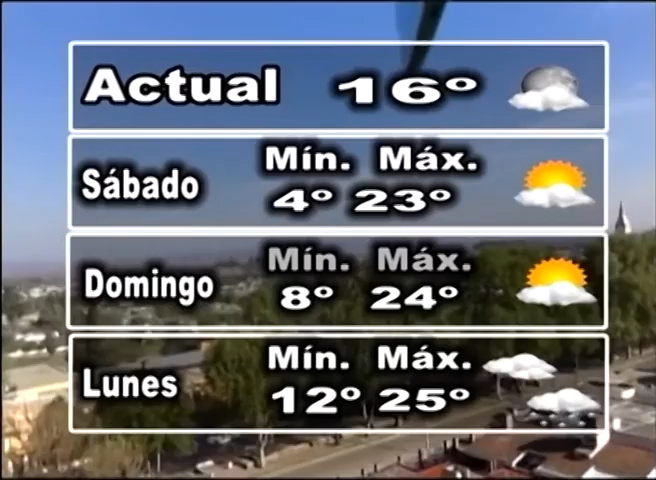 Actual 16º
Mín. Máx.
Sábado 4º 23º
Mín. Máx.
Domingo 8º 24º
Mín. Máx.
Lunes 12º 25º